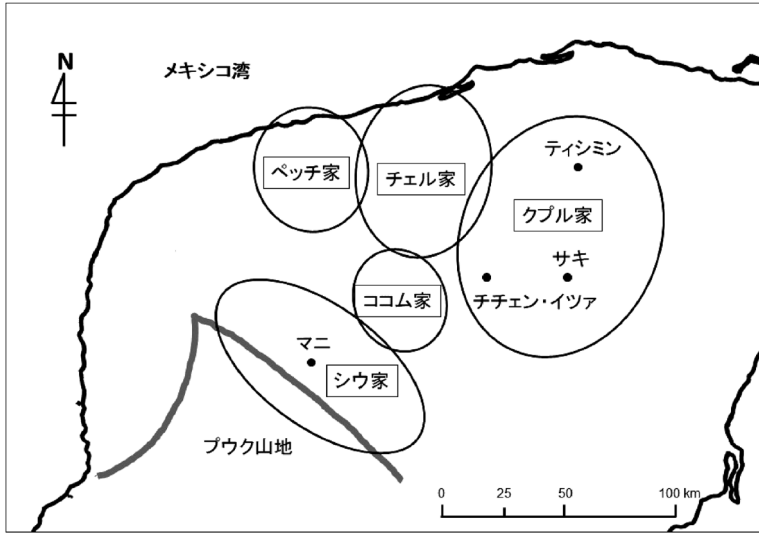 N
メキシコ湾
ペッチ家
チェル家
ティシミン
クプル家
サキ
チチェン・イツァ
ココム家
マニ
シウ家
プウク山地
0 25 50 100 km